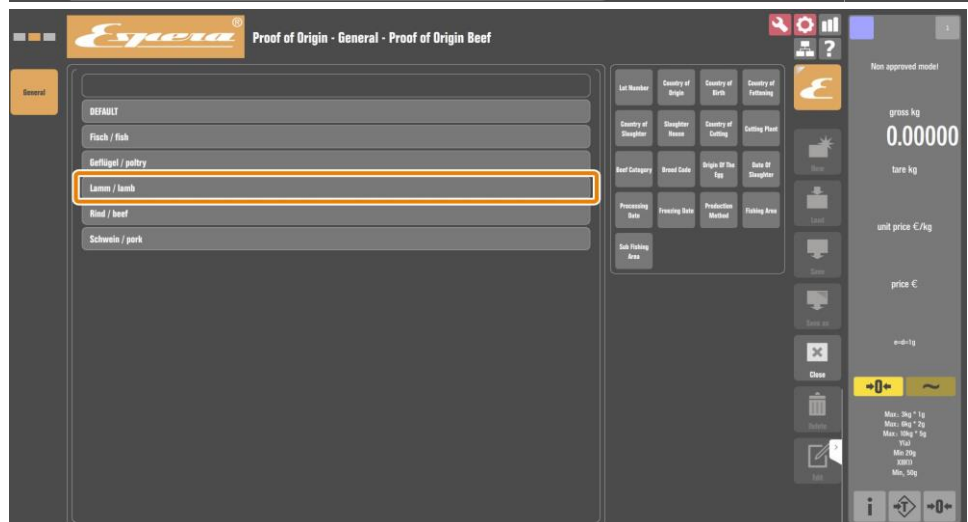 Espera®
Proof of Origin - General - Proof of Origin Beef
?
1
General
DEFAULT
Fisch / fish
Geflügel / poltry
Lamm / lamb
Rind / beef
Schwein / pork
Lot Number
Country of Origin
Country of Birth
Country of Fattening
Country of Slaughter
Slaughter House
Country of Cutting
Cutting Plant
Beef Category
Breed Code
Origin Of The Egg
Date Of Slaughter
Processing Date
Freezing Date
Production Method
Fishing Area
Sub Fishing Area
E
New
Load
Save
Save as
Close
Delete
Edit
Non approved model
gross kg
0.00000
tare kg
unit price €/kg
price €
e=d=1g
→0←
~
Max.: 3kg * 1g
Max.: 6kg * 2g
Max.: 10kg * 5g
Y(a)
Min 20g
Min. 50g
i
T
→0←